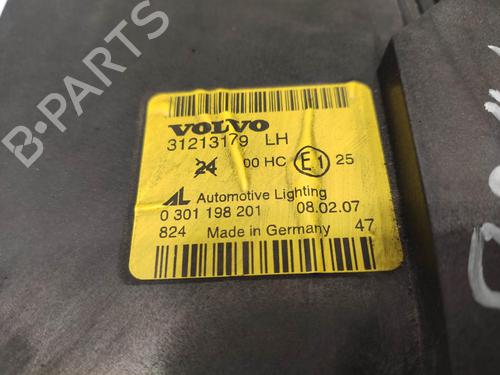 VOLVO
31213179 LH
24 00 HC E1 25
AL Automotive Lighting
0 301 198 201 08.02.07
824 Made in Germany 47
B-PARTS